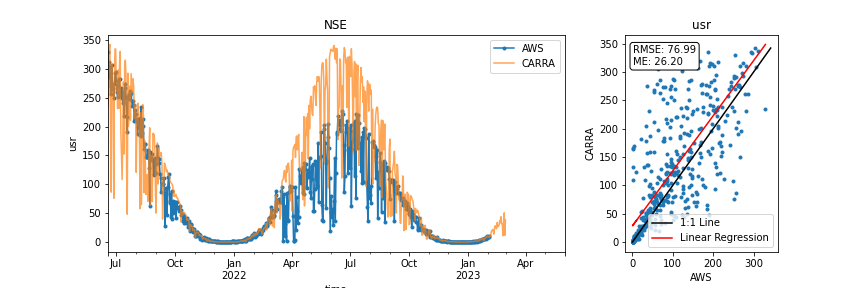 NSE
usr
350
300
250
200
150
100
50
0
usr
AWS
CARRA
Jul
Oct
Jan
2022
Apr
Jul
Oct
Jan
2023
Apr
time
350
300
250
200
150
100
50
0
CARRA
RMSE: 76.99
ME: 26.20
1:1 Line
Linear Regression
0
100
200
300
AWS